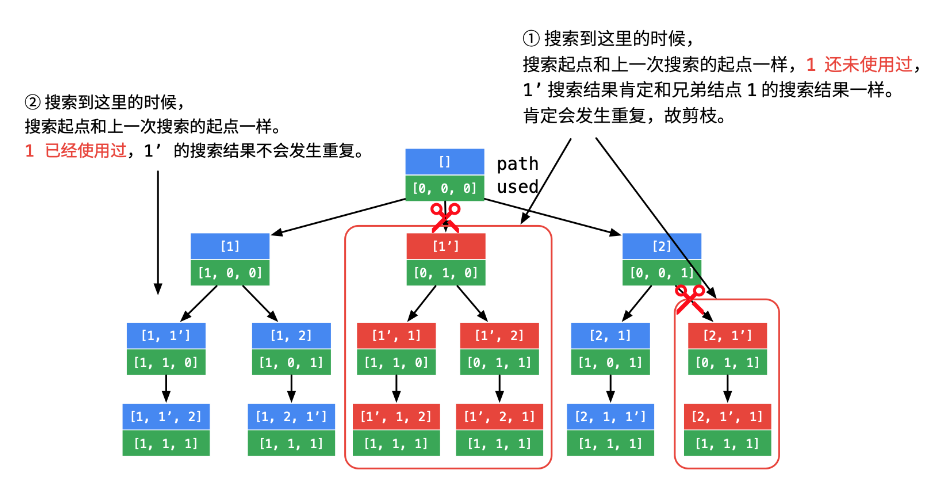 ① 搜索到这里的时候，
搜索起点和上一次搜索的起点一样，1 还未使用过，
1’ 搜索结果肯定和兄弟结点 1 的搜索结果一样。
肯定会发生重复，故剪枝。
② 搜索到这里的时候，
搜索起点和上一次搜索的起点一样。
1 已经使用过，1’ 的搜索结果不会发生重复。
[] path
[0, 0, 0] used
[1] [1’] [2]
[1, 0, 0] [0, 1, 0] [0, 0, 1]
[1, 1’] [1, 2] [1’, 1] [1’, 2] [2, 1] [2, 1’]
[1, 1, 0] [1, 0, 1] [1, 1, 0] [0, 1, 1] [1, 0, 1] [0, 1, 1]
[1, 1’, 2] [1, 2, 1’] [1’, 1, 2] [1’, 2, 1] [2, 1, 1’] [2, 1’, 1]
[1, 1, 1] [1, 1, 1] [1, 1, 1] [1, 1, 1] [1, 1, 1] [1, 1, 1]